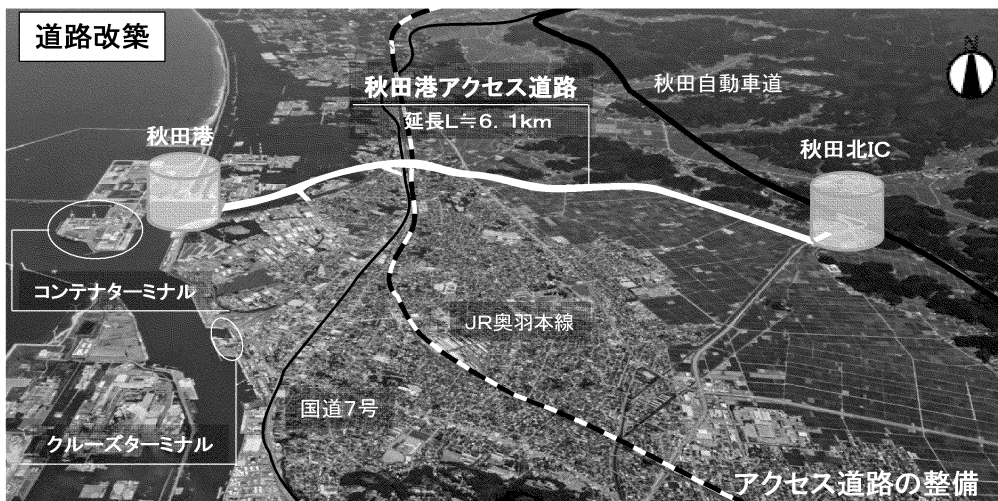 道路改築
N
秋田自動車道
秋田港アクセス道路
延長L≒6.1km
秋田港
秋田北IC
コンテナターミナル
JR奥羽本線
国道7号
クルーズターミナル
アクセス道路の整備